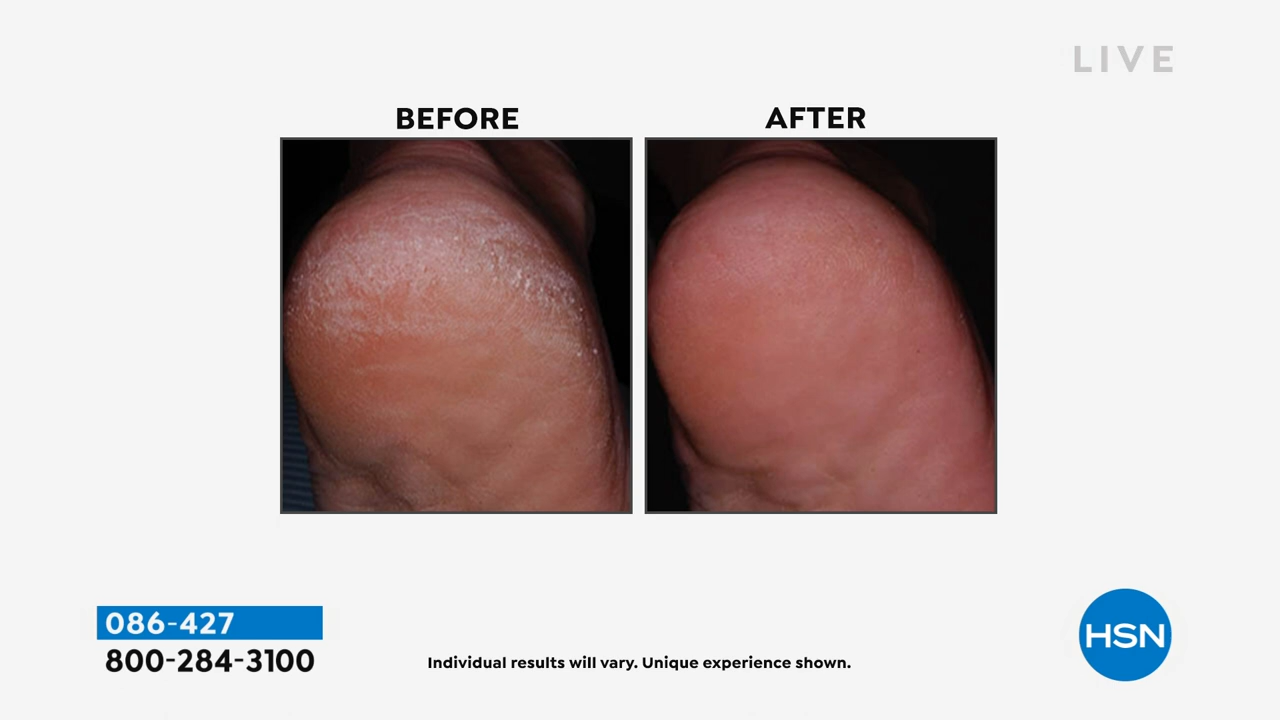 LIVE
BEFORE
AFTER
086-427
800-284-3100
Individual results will vary. Unique experience shown.
HSN